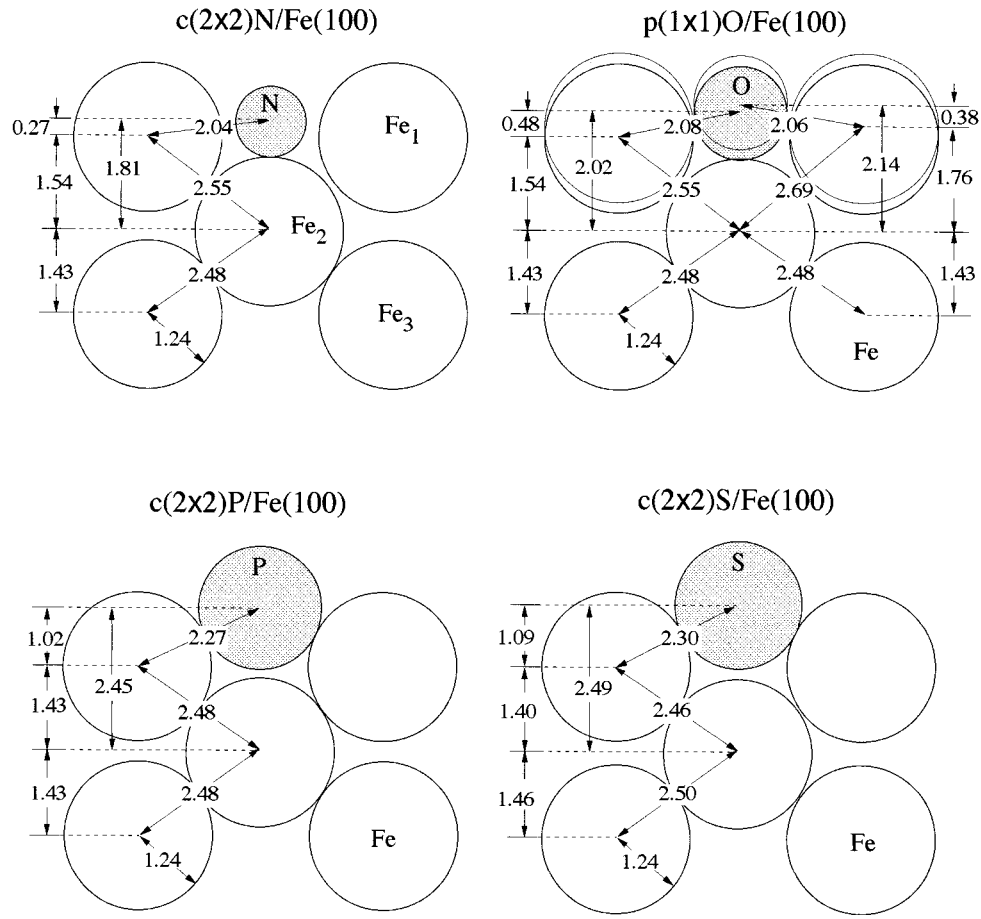 c(2x2)N/Fe(100)
N
0.27
2.04
Fe1
1.54
1.81
2.55
Fe2
1.43
2.48
Fe3
1.24
p(1x1)O/Fe(100)
O
0.48
2.08
2.06
0.38
2.02
2.14
1.54
2.55
2.69
1.76
1.43
2.48
2.48
1.43
1.24
Fe
c(2x2)P/Fe(100)
P
1.02
2.27
2.45
1.43
2.48
1.43
2.48
Fe
1.24
c(2x2)S/Fe(100)
S
1.09
2.30
2.49
1.40
2.46
1.46
2.50
Fe
1.24